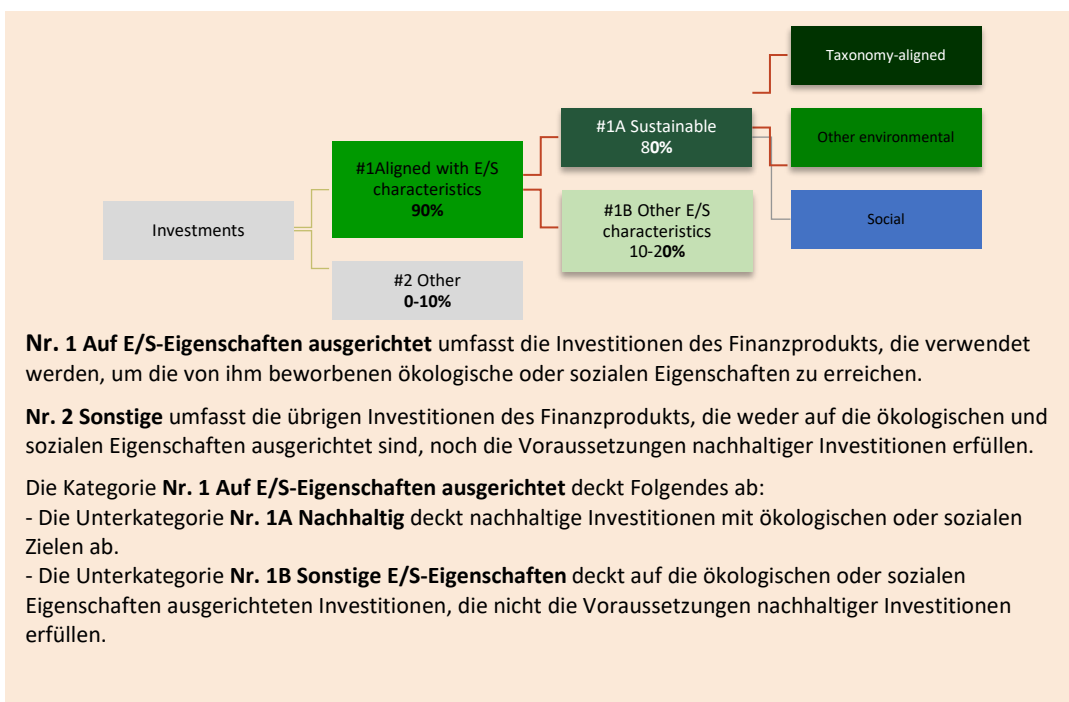 Taxonomy-aligned
#1A Sustainable
80%
Other environmental
#1Aligned with E/S
characteristics
90%
#1B Other E/S
characteristics
10-20%
Social
Investments
#2 Other
0-10%
Nr. 1 Auf E/S-Eigenschaften ausgerichtet umfasst die Investitionen des Finanzprodukts, die verwendet
werden, um die von ihm beworbenen ökologische oder sozialen Eigenschaften zu erreichen.
Nr. 2 Sonstige umfasst die übrigen Investitionen des Finanzprodukts, die weder auf die ökologischen und
sozialen Eigenschaften ausgerichtet sind, noch die Voraussetzungen nachhaltiger Investitionen erfüllen.
Die Kategorie Nr. 1 Auf E/S-Eigenschaften ausgerichtet deckt Folgendes ab:
- Die Unterkategorie Nr. 1A Nachhaltig deckt nachhaltige Investitionen mit ökologischen oder sozialen
Zielen ab.
- Die Unterkategorie Nr. 1B Sonstige E/S-Eigenschaften deckt auf die ökologischen oder sozialen
Eigenschaften ausgerichteten Investitionen, die nicht die Voraussetzungen nachhaltiger Investitionen
erfüllen.